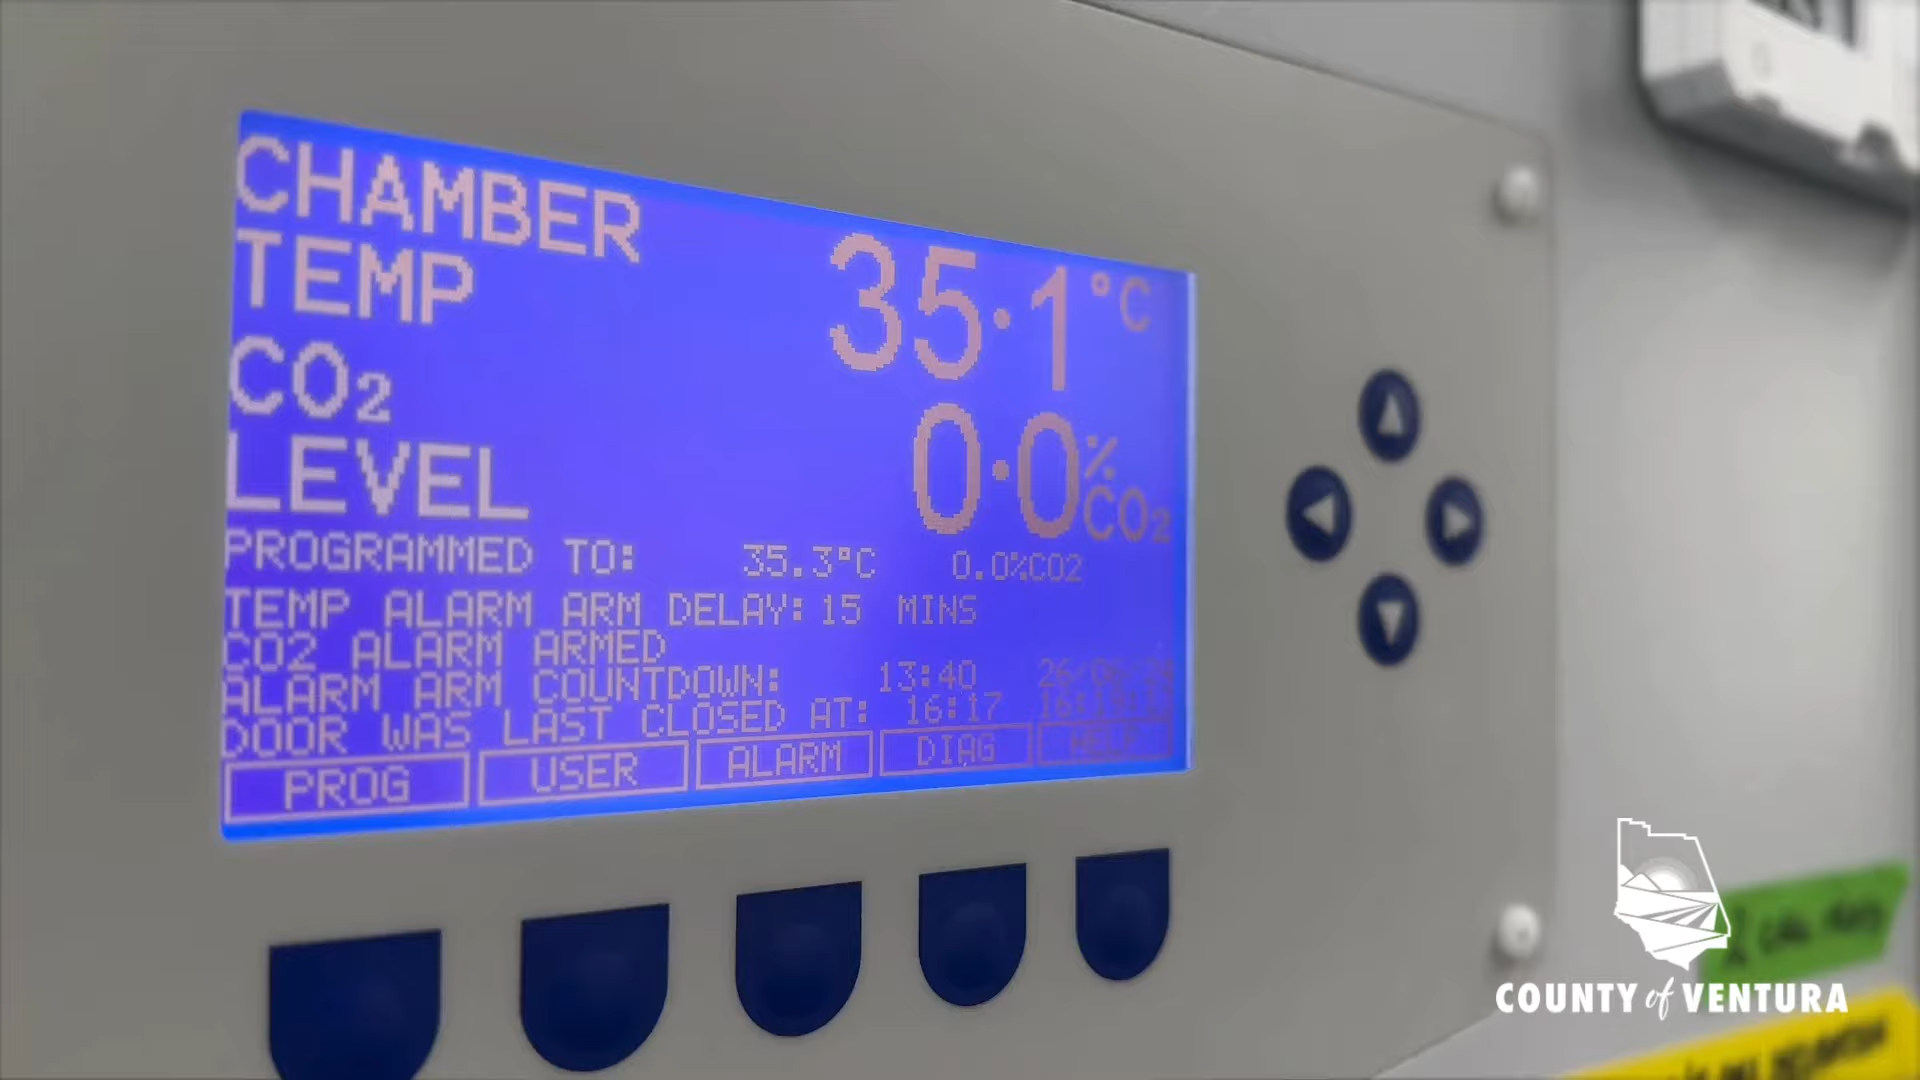 CHAMBER
TEMP
35.1 °C
CO2
LEVEL
0.0 % CO2
PROGRAMMED TO: 35.3°C 0.0%CO2
TEMP ALARM ARM DELAY: 15 MINS
CO2 ALARM ARMED
ALARM ARM COUNTDOWN: 13:40
DOOR WAS LAST CLOSED AT: 16:17
PROG USER ALARM DIAG HELP
COUNTY of VENTURA